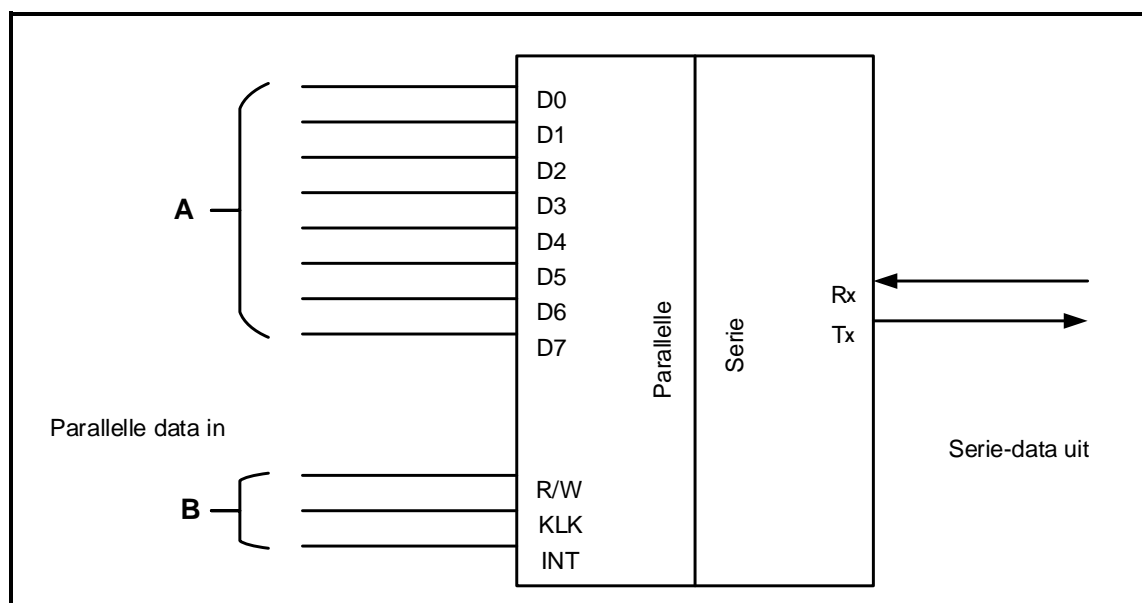 D0
D1
D2
A
D3
D4
D5
D6
D7
Rx
Tx
Parallelle
Serie
Parallelle data in
Serie-data uit
R/W
B
KLK
INT